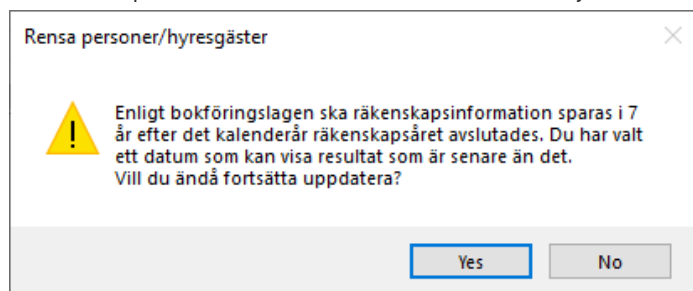 Rensa personer/hyresgäster
Enligt bokföringslagen ska räkenskapsinformation sparas i 7
år efter det kalenderår räkenskapsåret avslutades. Du har valt
ett datum som kan visa resultat som är senare än det.
Vill du ändå fortsätta uppdatera?
Yes
No